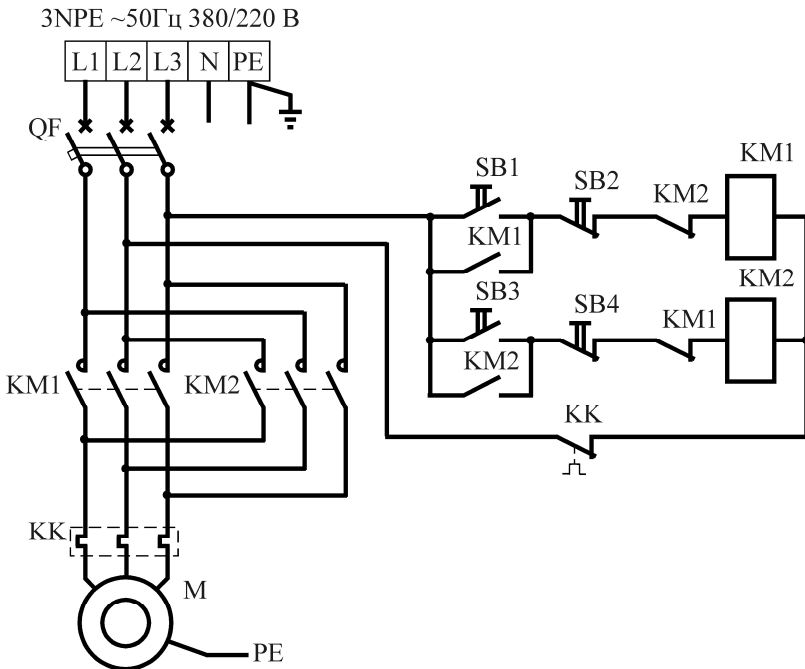 3NPE ~50Гц 380/220 В
L1 L2 L3 N PE
QF
SB1 SB2 KM2 KM1
KM1 KM2
SB3 SB4 KM1
KM1 KM2 KM2
KK
KK
M
PE